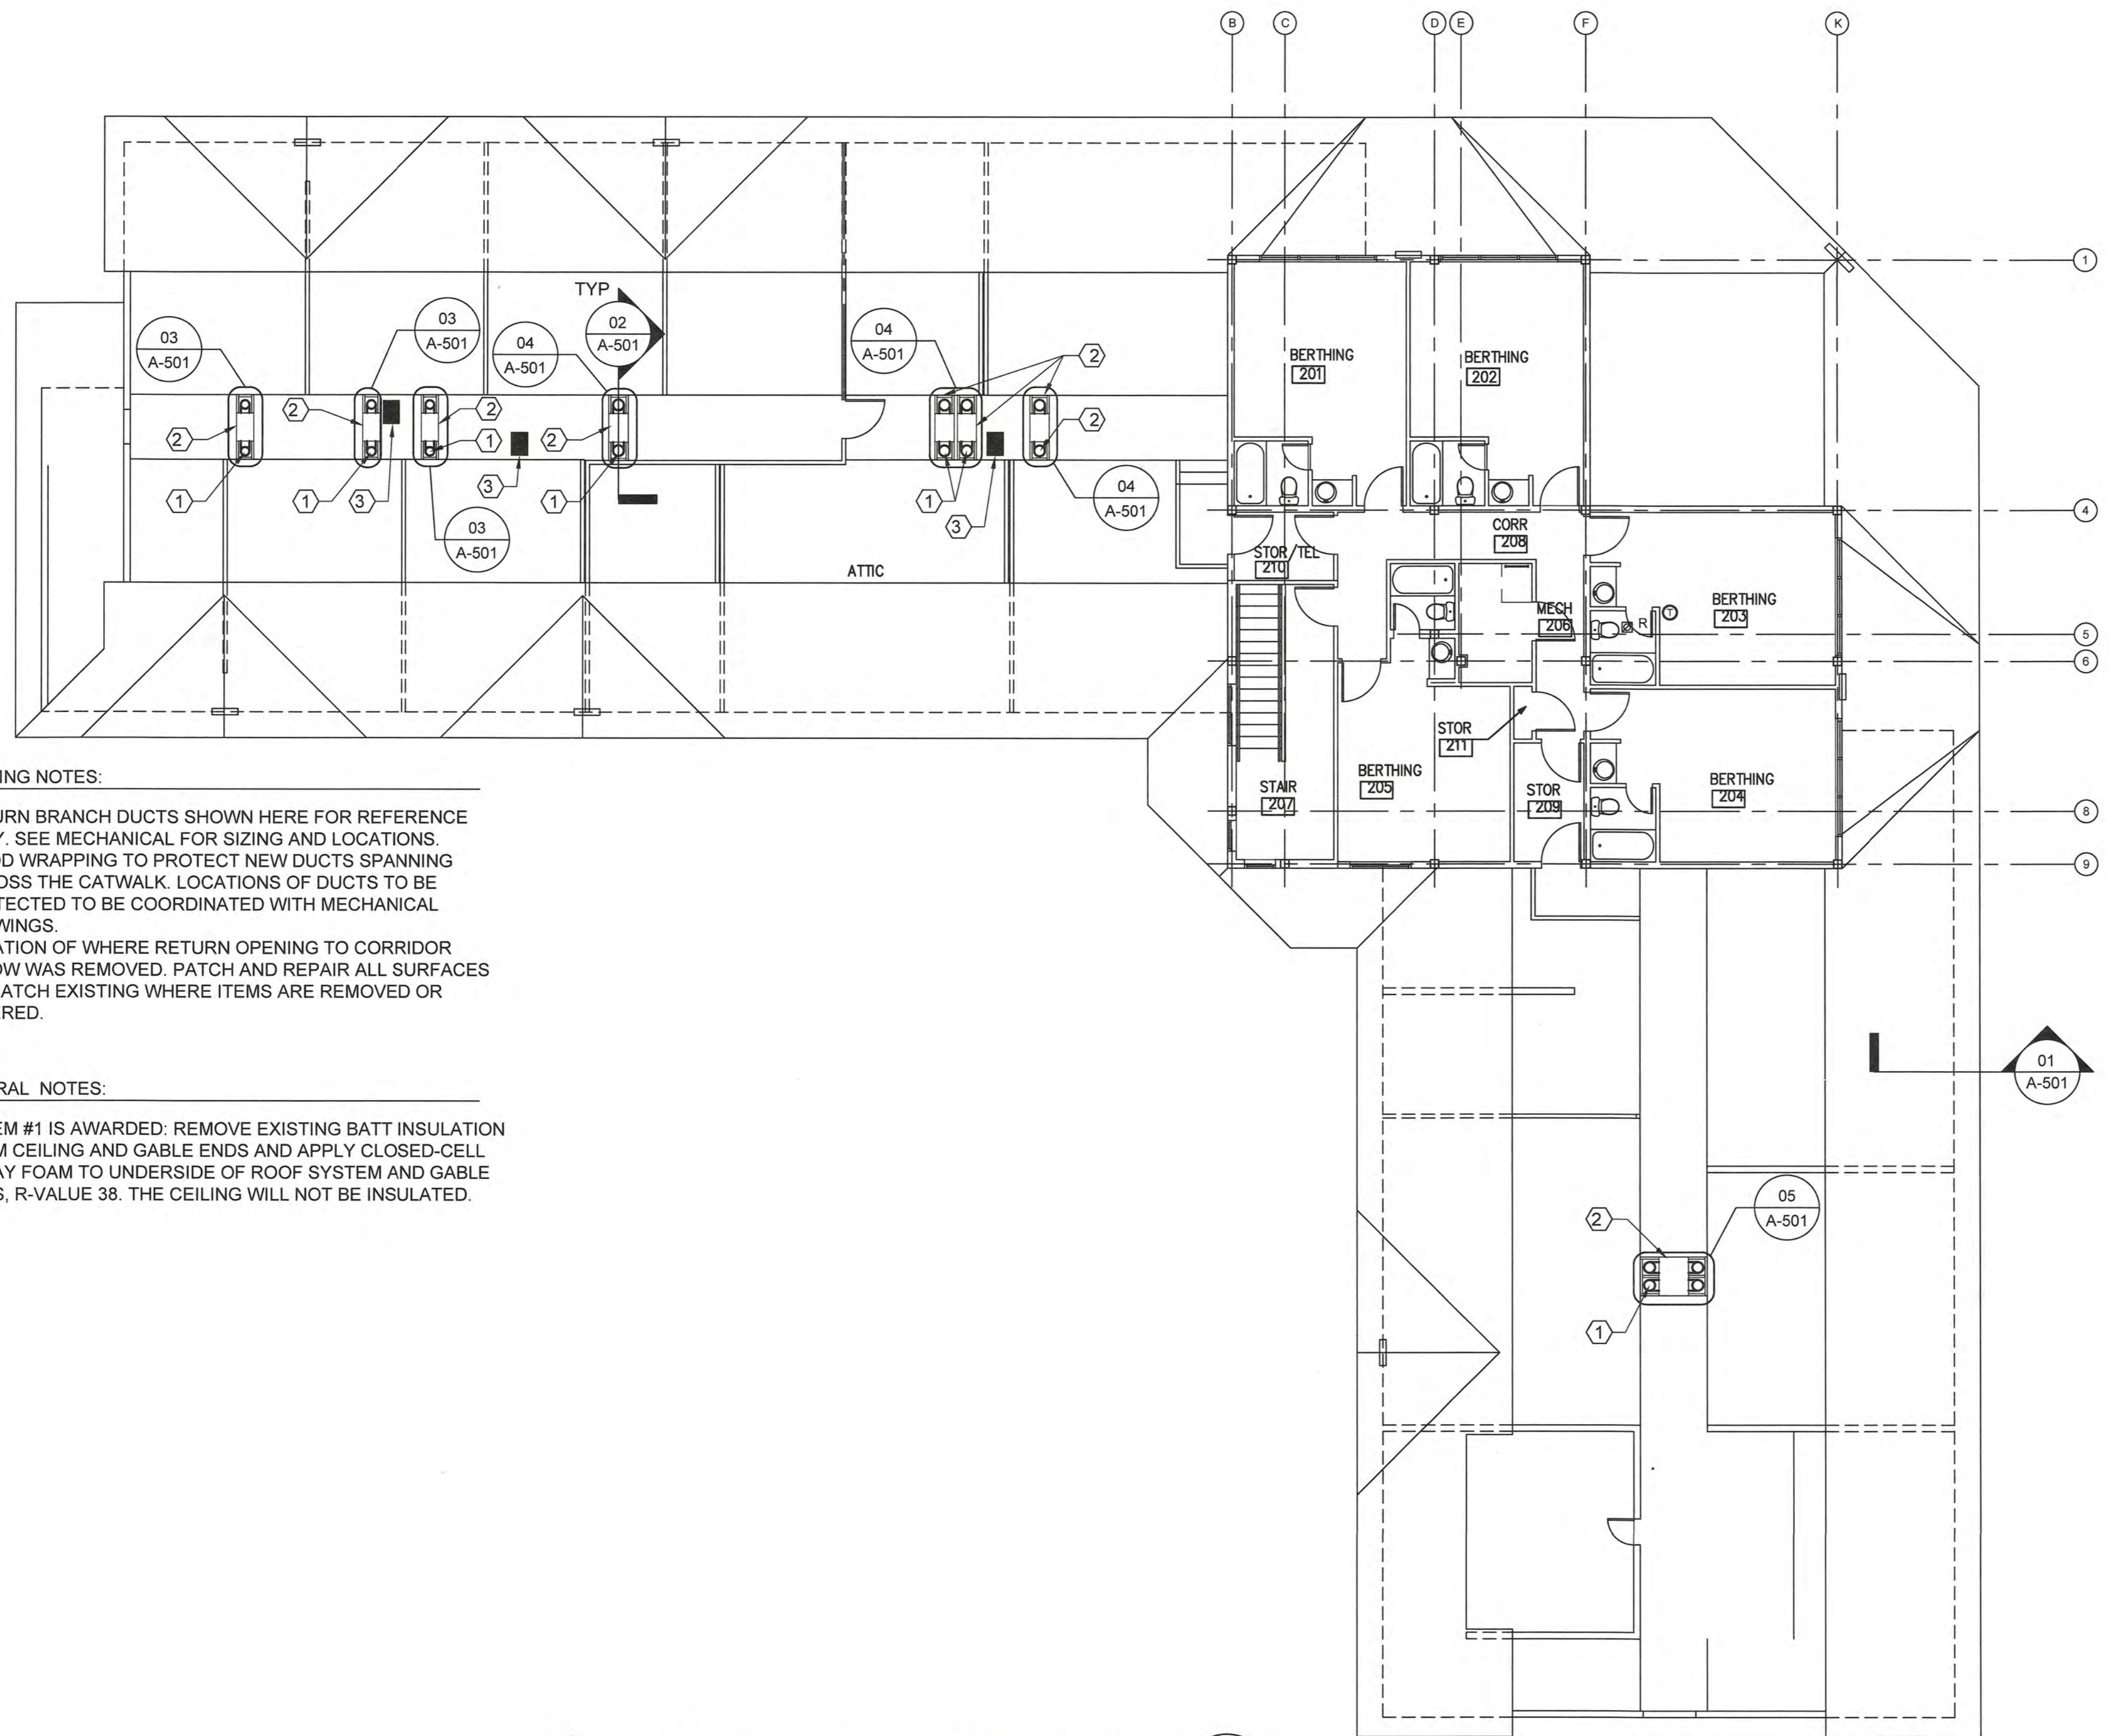 B
C
D
E
F
K
1
TYP
03
A-501
03
A-501
04
A-501
02
A-501
04
A-501
2
2
2
2
2
2
1
3
2
1
1
1
3
1
1
3
03
A-501
04
A-501
ATTIC
BERTHING
201
BERTHING
202
4
CORR
208
STOR/TEL
210
MECH
206
R
T
BERTHING
203
5
6
STOR
211
BERTHING
205
STAIR
207
STOR
209
BERTHING
204
8
9
ING NOTES:
URN BRANCH DUCTS SHOWN HERE FOR REFERENCE
Y. SEE MECHANICAL FOR SIZING AND LOCATIONS.
D WRAPPING TO PROTECT NEW DUCTS SPANNING
OSS THE CATWALK. LOCATIONS OF DUCTS TO BE
TECTED TO BE COORDINATED WITH MECHANICAL
WINGS.
ATION OF WHERE RETURN OPENING TO CORRIDOR
OW WAS REMOVED. PATCH AND REPAIR ALL SURFACES
ATCH EXISTING WHERE ITEMS ARE REMOVED OR
ERED.
RAL NOTES:
EM #1 IS AWARDED: REMOVE EXISTING BATT INSULATION
M CEILING AND GABLE ENDS AND APPLY CLOSED-CELL
AY FOAM TO UNDERSIDE OF ROOF SYSTEM AND GABLE
S, R-VALUE 38. THE CEILING WILL NOT BE INSULATED.
01
A-501
05
A-501
2
1